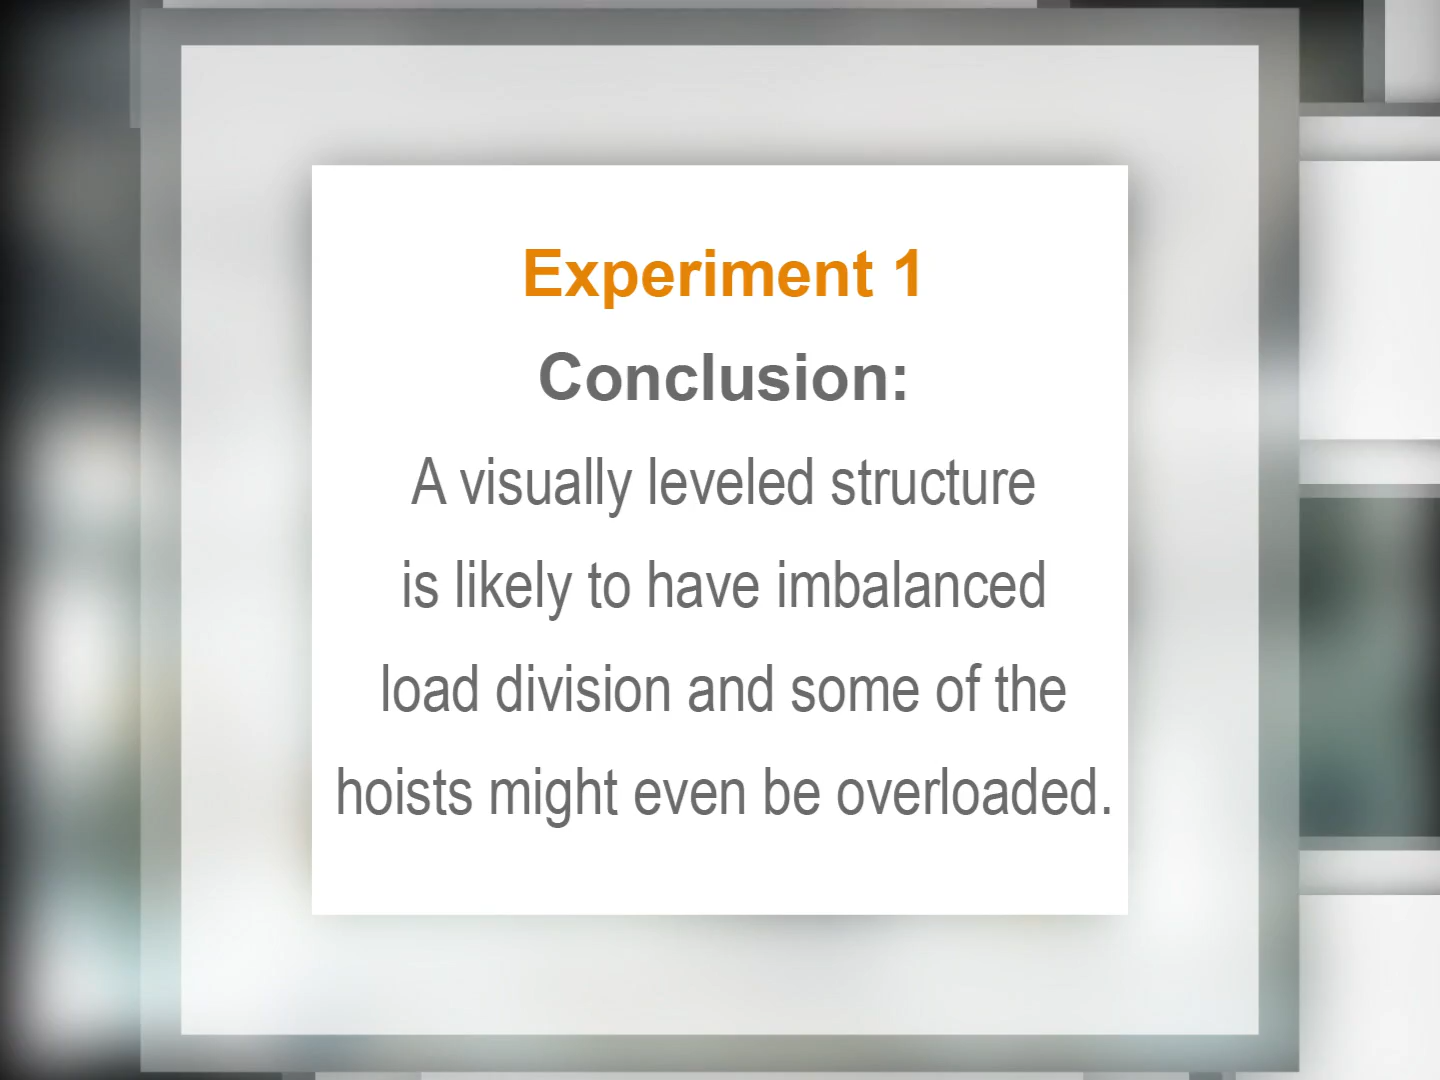 Experiment 1
Conclusion:
A visually leveled structure
is likely to have imbalanced
load division and some of the
hoists might even be overloaded.